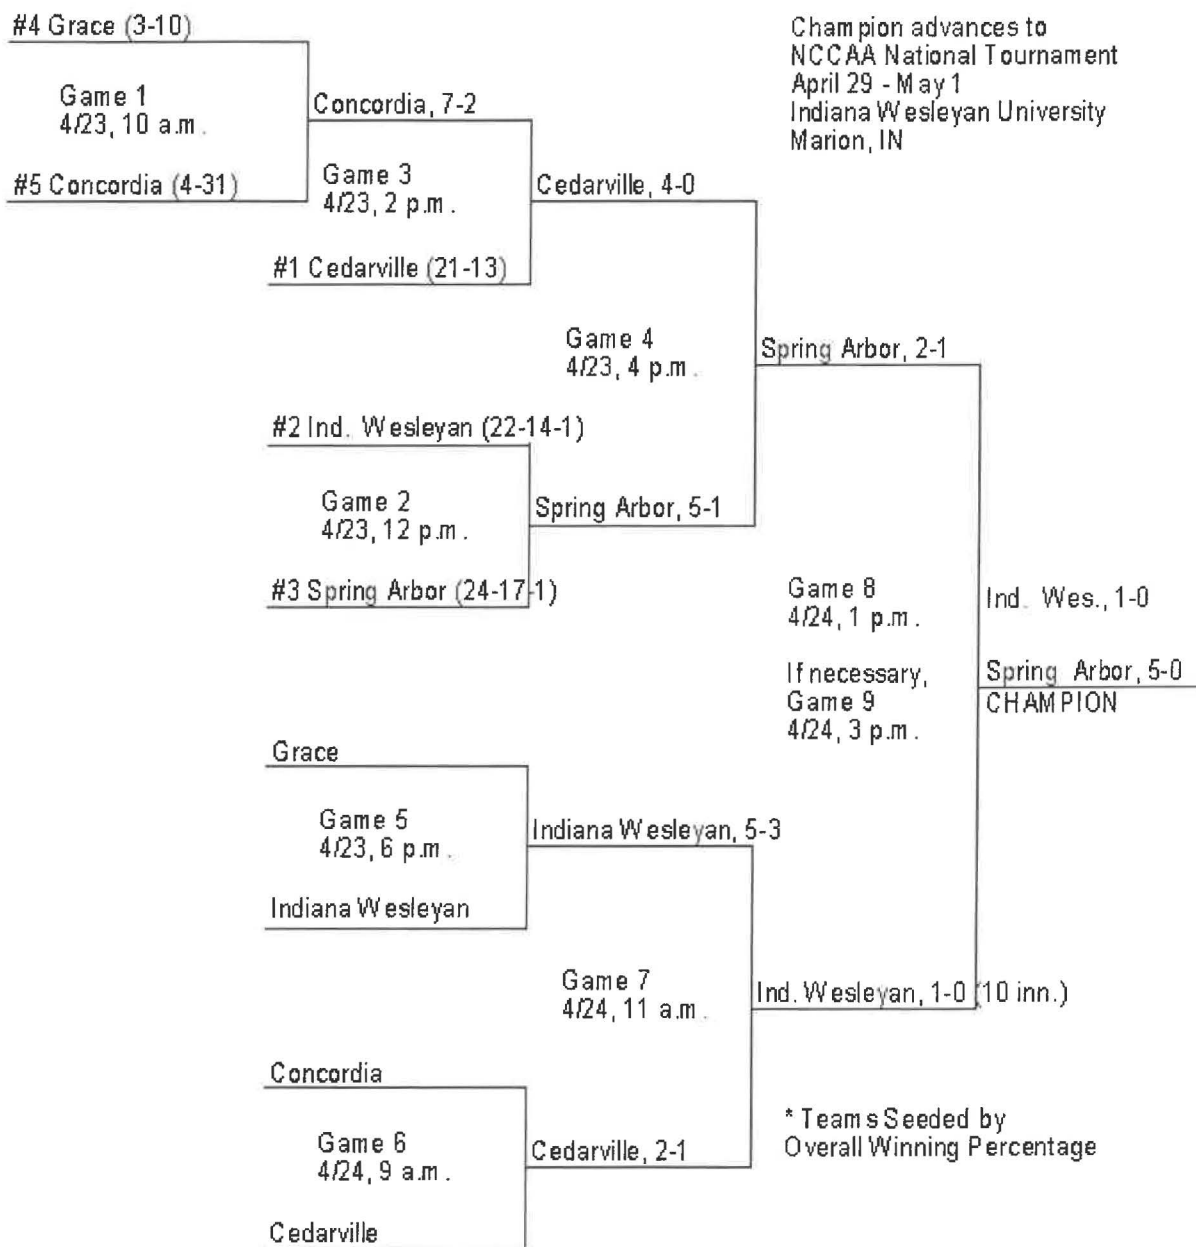 #4 Grace (3-10)
Champion advances to
NCCAA National Tournament
April 29 - May 1
Indiana Wesleyan University
Marion, IN
Game 1
4/23, 10 a.m.
Concordia, 7-2
#5 Concordia (4-31)
Game 3
4/23, 2 p.m.
Cedarville, 4-0
#1 Cedarville (21-13)
Game 4
4/23, 4 p.m.
Spring Arbor, 2-1
#2 Ind. Wesleyan (22-14-1)
Game 2
4/23, 12 p.m.
Spring Arbor, 5-1
#3 Spring Arbor (24-17-1)
Game 8
4/24, 1 p.m.
Ind. Wes., 1-0
If necessary,
Game 9
4/24, 3 p.m.
Spring Arbor, 5-0
CHAMPION
Grace
Game 5
4/23, 6 p.m.
Indiana Wesleyan, 5-3
Indiana Wesleyan
Game 7
4/24, 11 a.m.
Ind. Wesleyan, 1-0 (10 inn.)
Concordia
Game 6
4/24, 9 a.m.
Cedarville, 2-1
Cedarville
* Teams Seeded by
Overall Winning Percentage